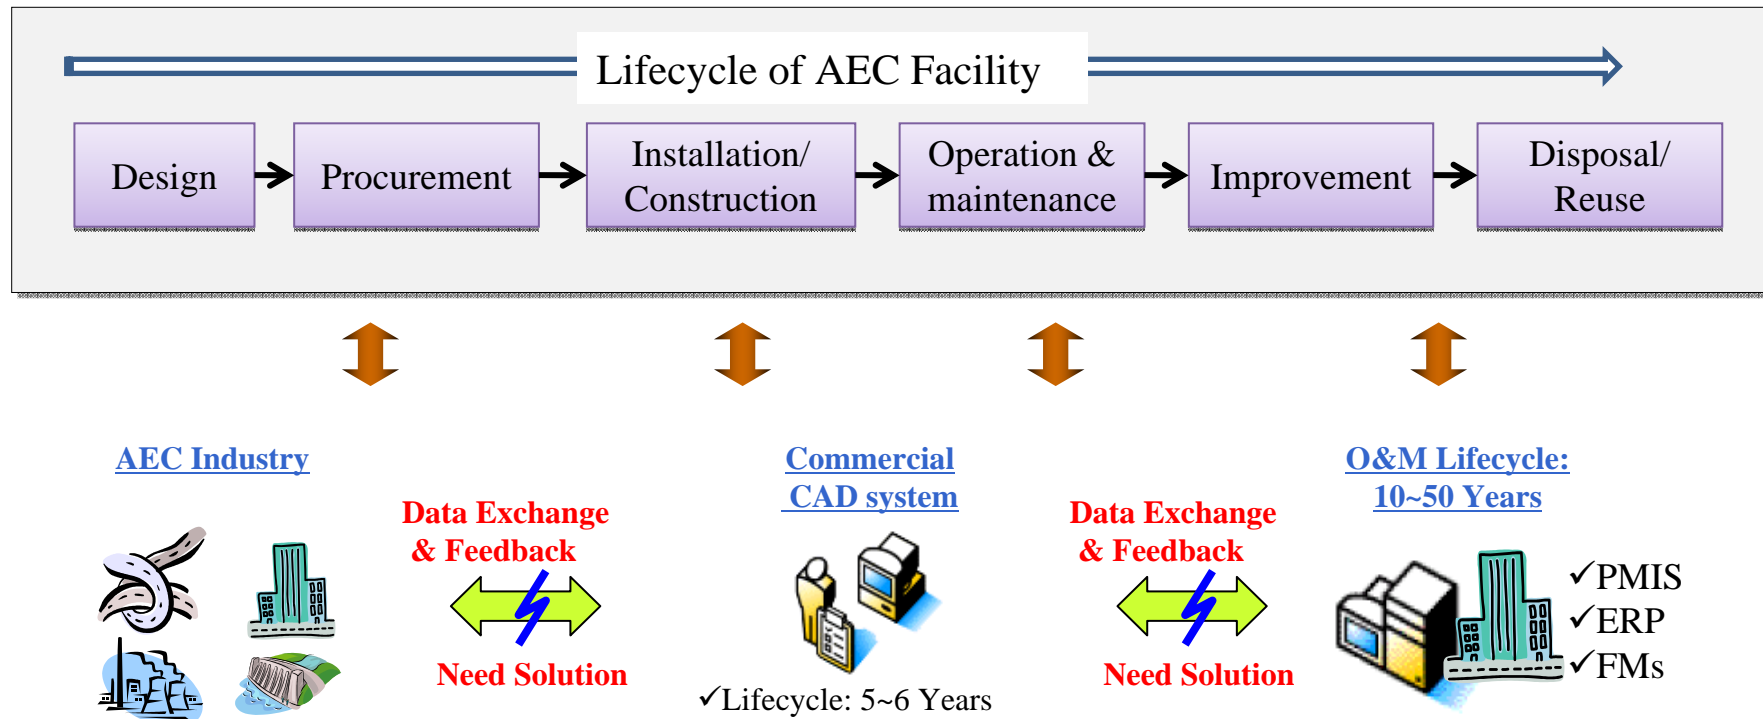 Lifecycle of AEC Facility
Design
Procurement
Installation/
Construction
Operation &
maintenance
Improvement
Disposal/
Reuse
AEC Industry
Data Exchange
& Feedback
Need Solution
Commercial
CAD system
✓Lifecycle: 5~6 Years
Data Exchange
& Feedback
Need Solution
O&M Lifecycle:
10~50 Years
✓PMIS
✓ERP
✓FMs